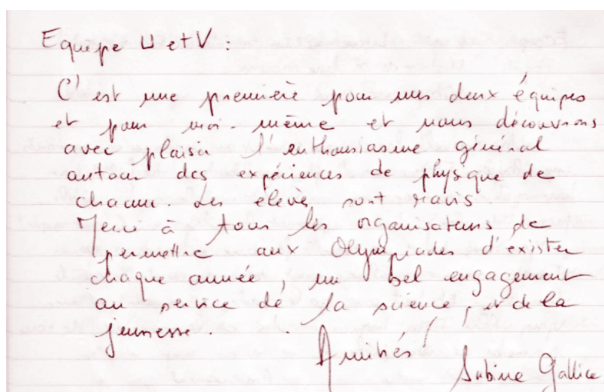 Equipe U et V :
C'est une première pour mes deux équipes
et pour moi-même et nous découvrons
avec plaisir l'enthousiasme général
autour des expériences de physique de
chacun. Les élèves sont ravis
Merci à tous les organisateurs de
permettre aux Olympiades d'exister
chaque année, un bel engagement
au service de la science, et de la
jeunesse.
Amitiés !
Sabine Gallice